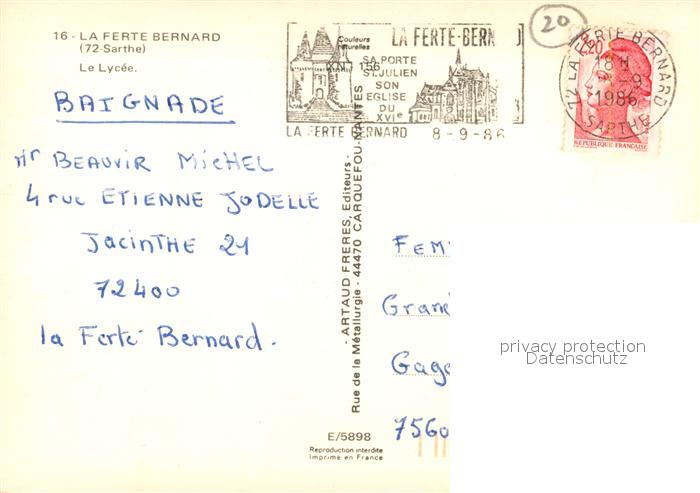 16 - LA FERTE BERNARD
(72-Sarthe)
Le Lycée.
BAIGNADE
Mr BEAUVIR MicHEL
4 rue ETIENNE JODELLE
JaciNTHE 21
72400
la Ferté Bernard.
Couleurs
naturelles
LA FERTE-BERN
SA PORTE
ST.JULIEN
SON
EGLISE
DU
XVIe
LA FERTE BERNARD 8-9-86
20
72 LA FERTE BERNARD
18H
1986
SARTHE
REPUBLIQUE FRANÇAISE
- ARTAUD FRERES, Editeurs -
Rue de la Métallurgie - 44470 CARQUEFOU-NANTES
FEM
Gran
Gage
7560
privacy protection
Datenschutz
E/5898
Reproduction interdite
Imprimé en France